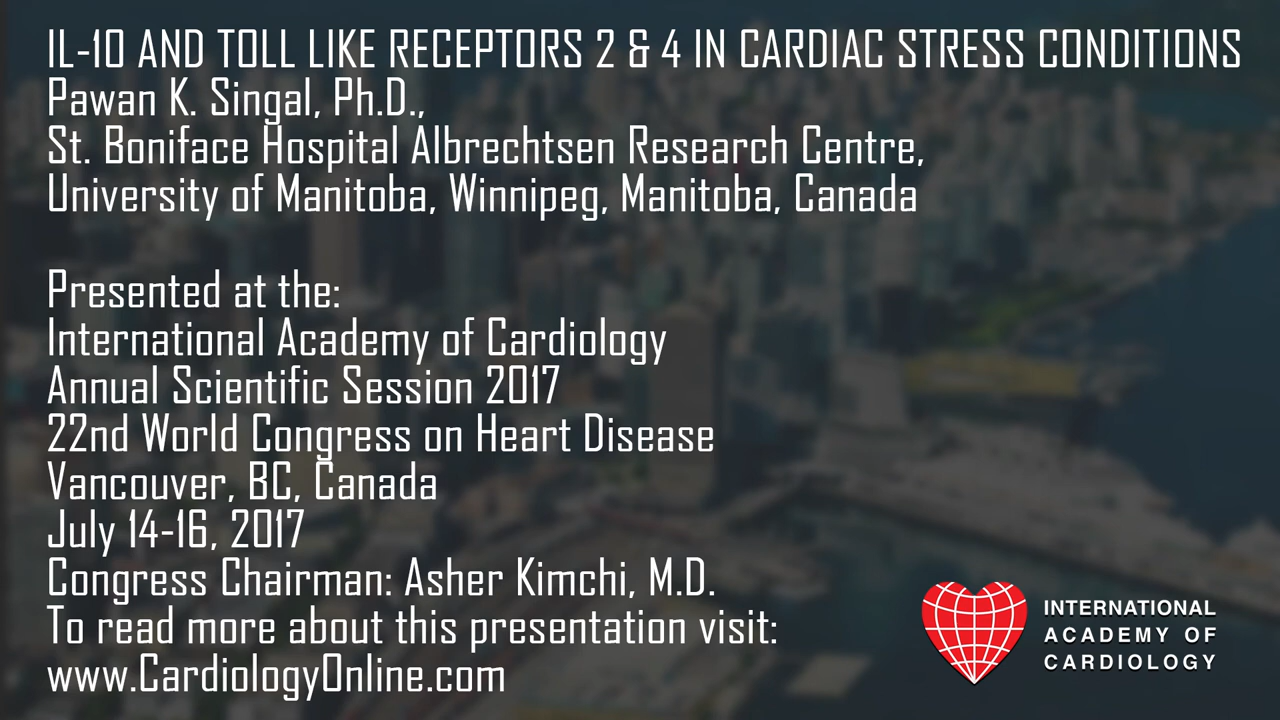 IL-10 AND TOLL LIKE RECEPTORS 2 & 4 IN CARDIAC STRESS CONDITIONS
Pawan K. Singal, Ph.D.,
St. Boniface Hospital Albrechtsen Research Centre,
University of Manitoba, Winnipeg, Manitoba, Canada
Presented at the:
International Academy of Cardiology
Annual Scientific Session 2017
22nd World Congress on Heart Disease
Vancouver, BC, Canada
July 14-16, 2017
Congress Chairman: Asher Kimchi, M.D.
To read more about this presentation visit:
www.CardiologyOnline.com
INTERNATIONAL
ACADEMY OF
CARDIOLOGY